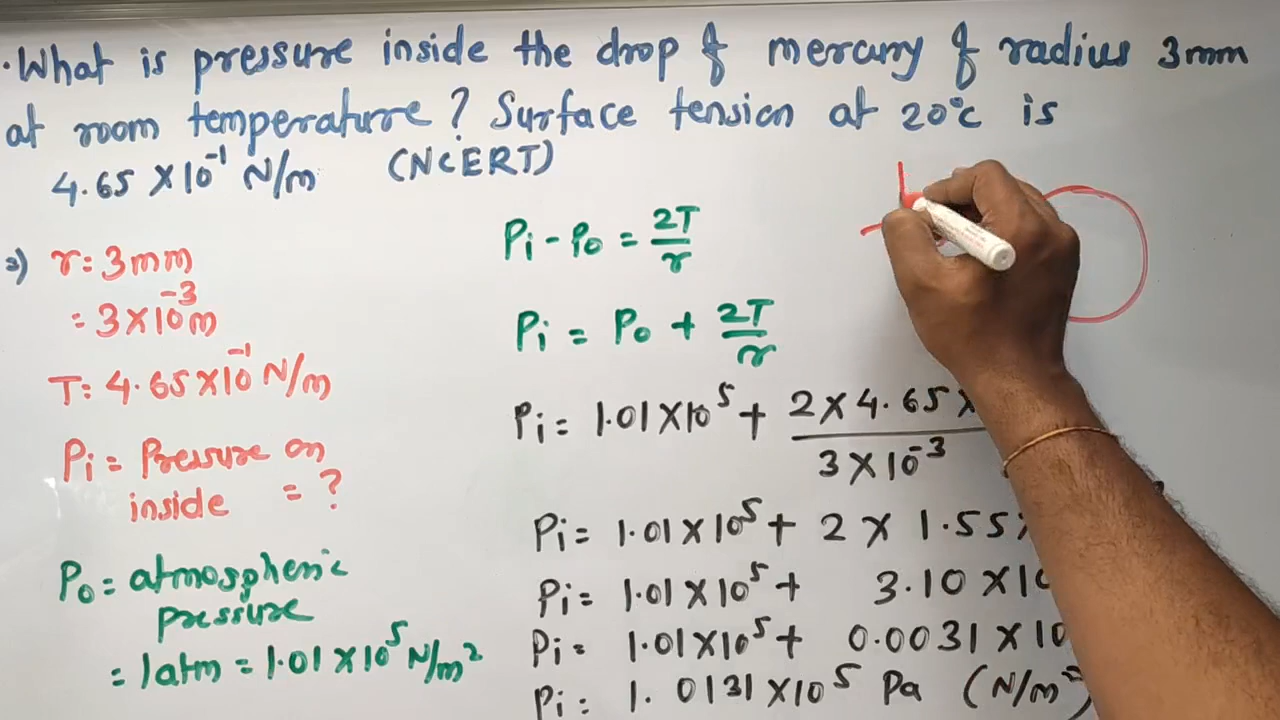 . What is pressure inside the drop of mercury of radius 3mm
at room temperature? Surface tension at 20°C is
4.65 × 10⁻¹ N/m (NCERT)
⇒) r: 3mm
= 3×10⁻³m
T: 4.65×10⁻¹ N/m
Pi = Pressure on
inside = ?
P₀ = atmospheric
pressure
= 1atm = 1.01×10⁵ N/m²
Pi - P₀ = 2T/r
Pi = P₀ + 2T/r
Pi = 1.01×10⁵ + 2×4.65×
3×10⁻³
Pi = 1.01×10⁵ + 2 × 1.55×
Pi = 1.01×10⁵ + 3.10×10
Pi = 1.01×10⁵ + 0.0031×10
Pi = 1.0131×10⁵ Pa (N/m²)